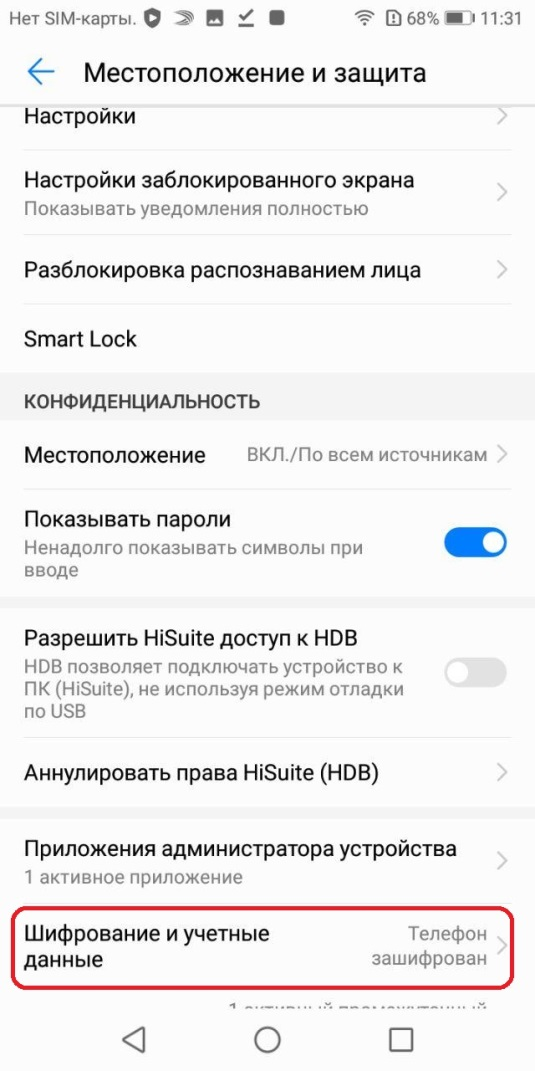 Нет SIM-карты. 68% 11:31
Местоположение и защита
Настройки
Настройки заблокированного экрана
Показывать уведомления полностью
Разблокировка распознаванием лица
Smart Lock
КОНФИДЕНЦИАЛЬНОСТЬ
Местоположение ВКЛ./По всем источникам
Показывать пароли
Ненадолго показывать символы при
вводе
Разрешить HiSuite доступ к HDB
HDB позволяет подключать устройство к
ПК (HiSuite), не используя режим отладки
по USB
Аннулировать права HiSuite (HDB)
Приложения администратора устройства
1 активное приложение
Шифрование и учетные
данные
Телефон
зашифрован
1 активный промежуточный